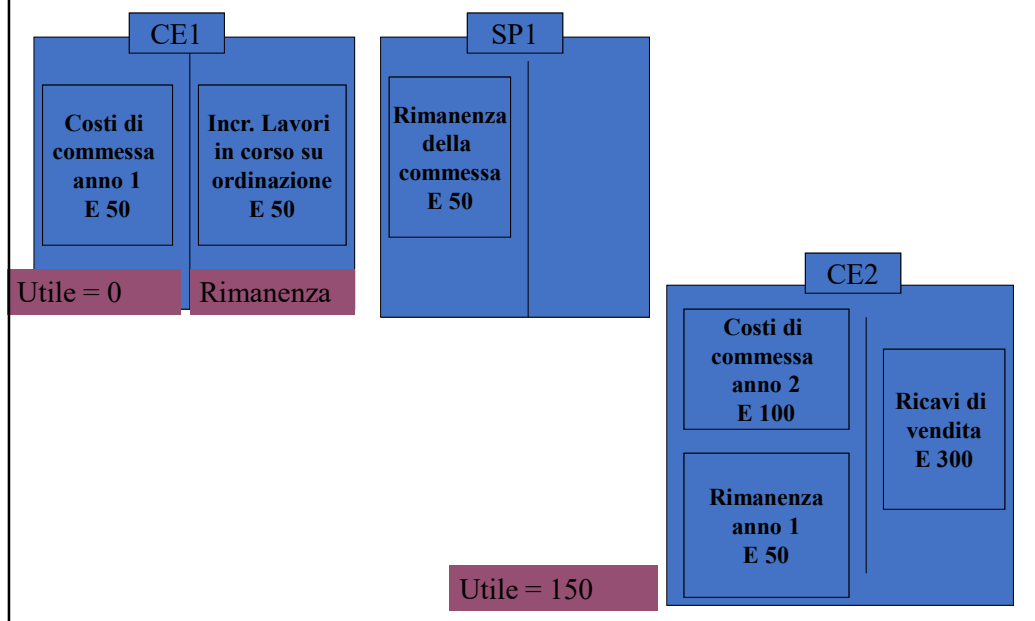 CE1
Costi di
commessa
anno 1
E 50
Incr. Lavori
in corso su
ordinazione
E 50
Utile = 0
Rimanenza
SP1
Rimanenza
della
commessa
E 50
CE2
Costi di
commessa
anno 2
E 100
Rimanenza
anno 1
E 50
Ricavi di
vendita
E 300
Utile = 150